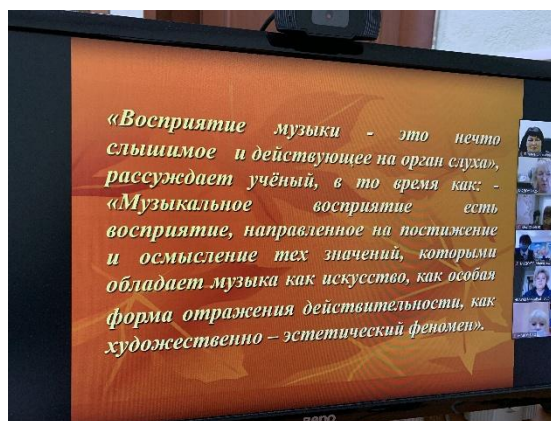 «Восприятие музыки - это нечто
слышимое и действующее на орган слуха»,
рассуждает учёный, в то время как: -
«Музыкальное восприятие есть
восприятие, направленное на постижение
и осмысление тех значений, которыми
обладает музыка как искусство, как особая
форма отражения действительности, как
художественно – эстетический феномен».